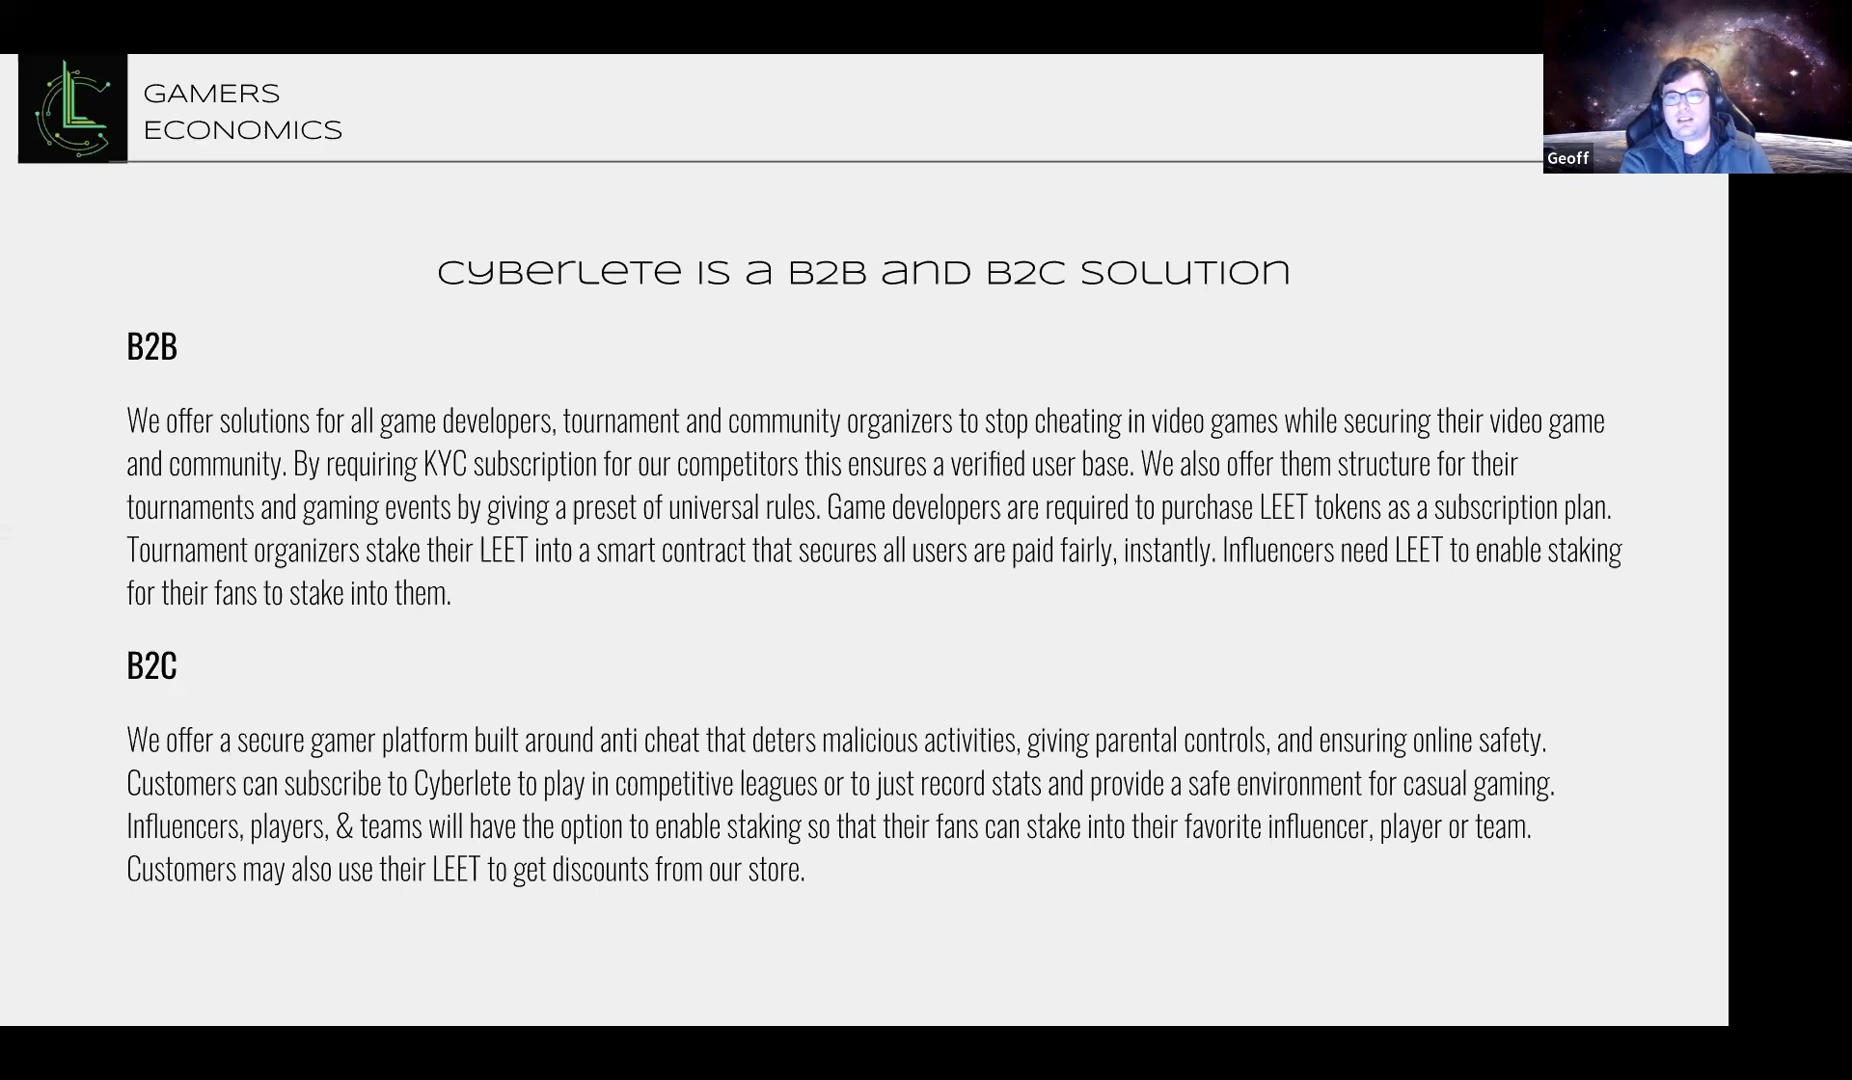 GAMERS
ECONOMICS
Geoff
CYBERLETE IS A B2B AND B2C SOLUTION
B2B
We offer solutions for all game developers, tournament and community organizers to stop cheating in video games while securing their video game
and community. By requiring KYC subscription for our competitors this ensures a verified user base. We also offer them structure for their
tournaments and gaming events by giving a preset of universal rules. Game developers are required to purchase LEET tokens as a subscription plan.
Tournament organizers stake their LEET into a smart contract that secures all users are paid fairly, instantly. Influencers need LEET to enable staking
for their fans to stake into them.
B2C
We offer a secure gamer platform built around anti cheat that deters malicious activities, giving parental controls, and ensuring online safety.
Customers can subscribe to Cyberlete to play in competitive leagues or to just record stats and provide a safe environment for casual gaming.
Influencers, players, & teams will have the option to enable staking so that their fans can stake into their favorite influencer, player or team.
Customers may also use their LEET to get discounts from our store.